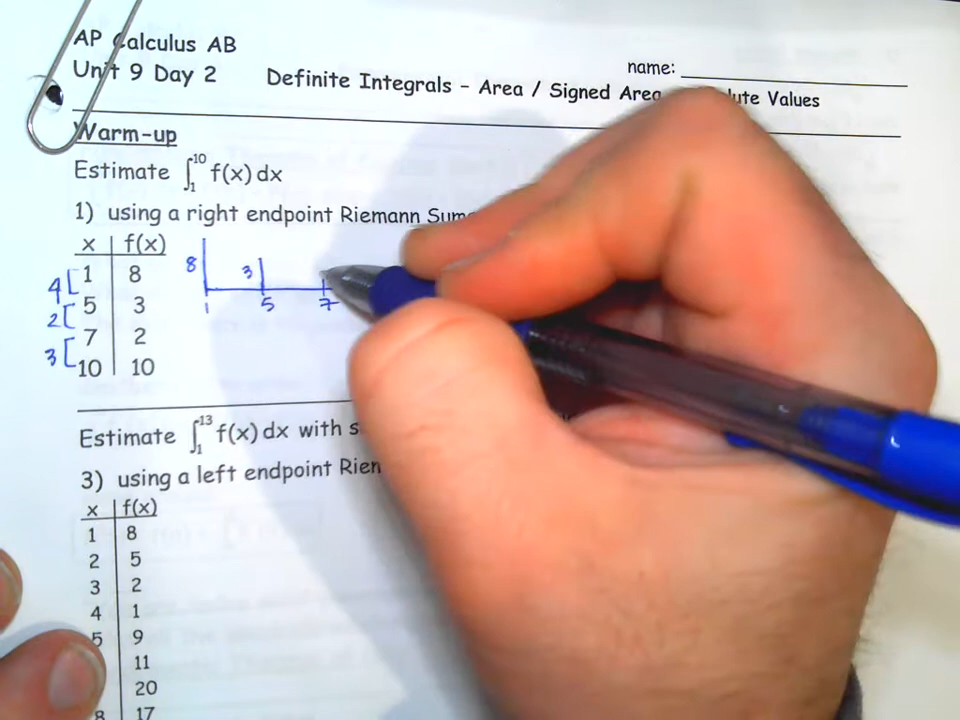 AP Calculus AB
name:
Unit 9 Day 2 Definite Integrals - Area / Signed Area Values
Warm-up
Estimate ∫₁¹⁰ f(x) dx
1) using a right endpoint Riemann
x f(x)
4 1 8
2 5 3
3 7 2
10 10
8 3
1 5 7
Estimate ∫₁¹³ f(x) dx with
3) using a left endpoint
x f(x)
1 8
2 5
3 2
4 1
5 9
11
20
8 17